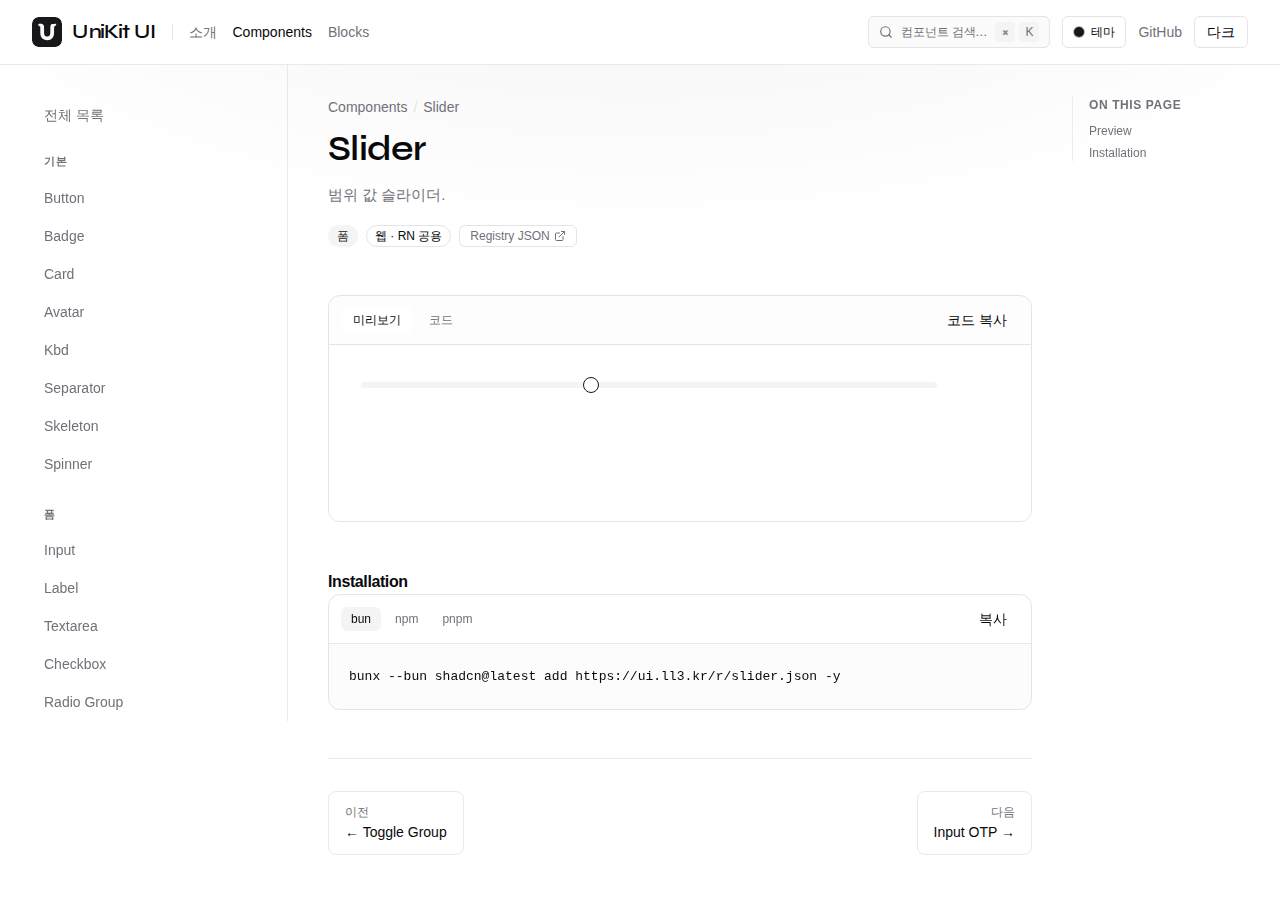 UniKit UI
소개
Components
Blocks
컴포넌트 검색…
⌘
K
테마
GitHub
다크
전체 목록
기본
Button
Badge
Card
Avatar
Kbd
Separator
Skeleton
Spinner
폼
Input
Label
Textarea
Checkbox
Radio Group
Components / Slider
Slider
범위 값 슬라이더.
폼
웹 · RN 공용
Registry JSON
미리보기
코드
코드 복사
Installation
bun
npm
pnpm
복사
bunx --bun shadcn@latest add https://ui.ll3.kr/r/slider.json -y
이전
← Toggle Group
다음
Input OTP →
ON THIS PAGE
Preview
Installation